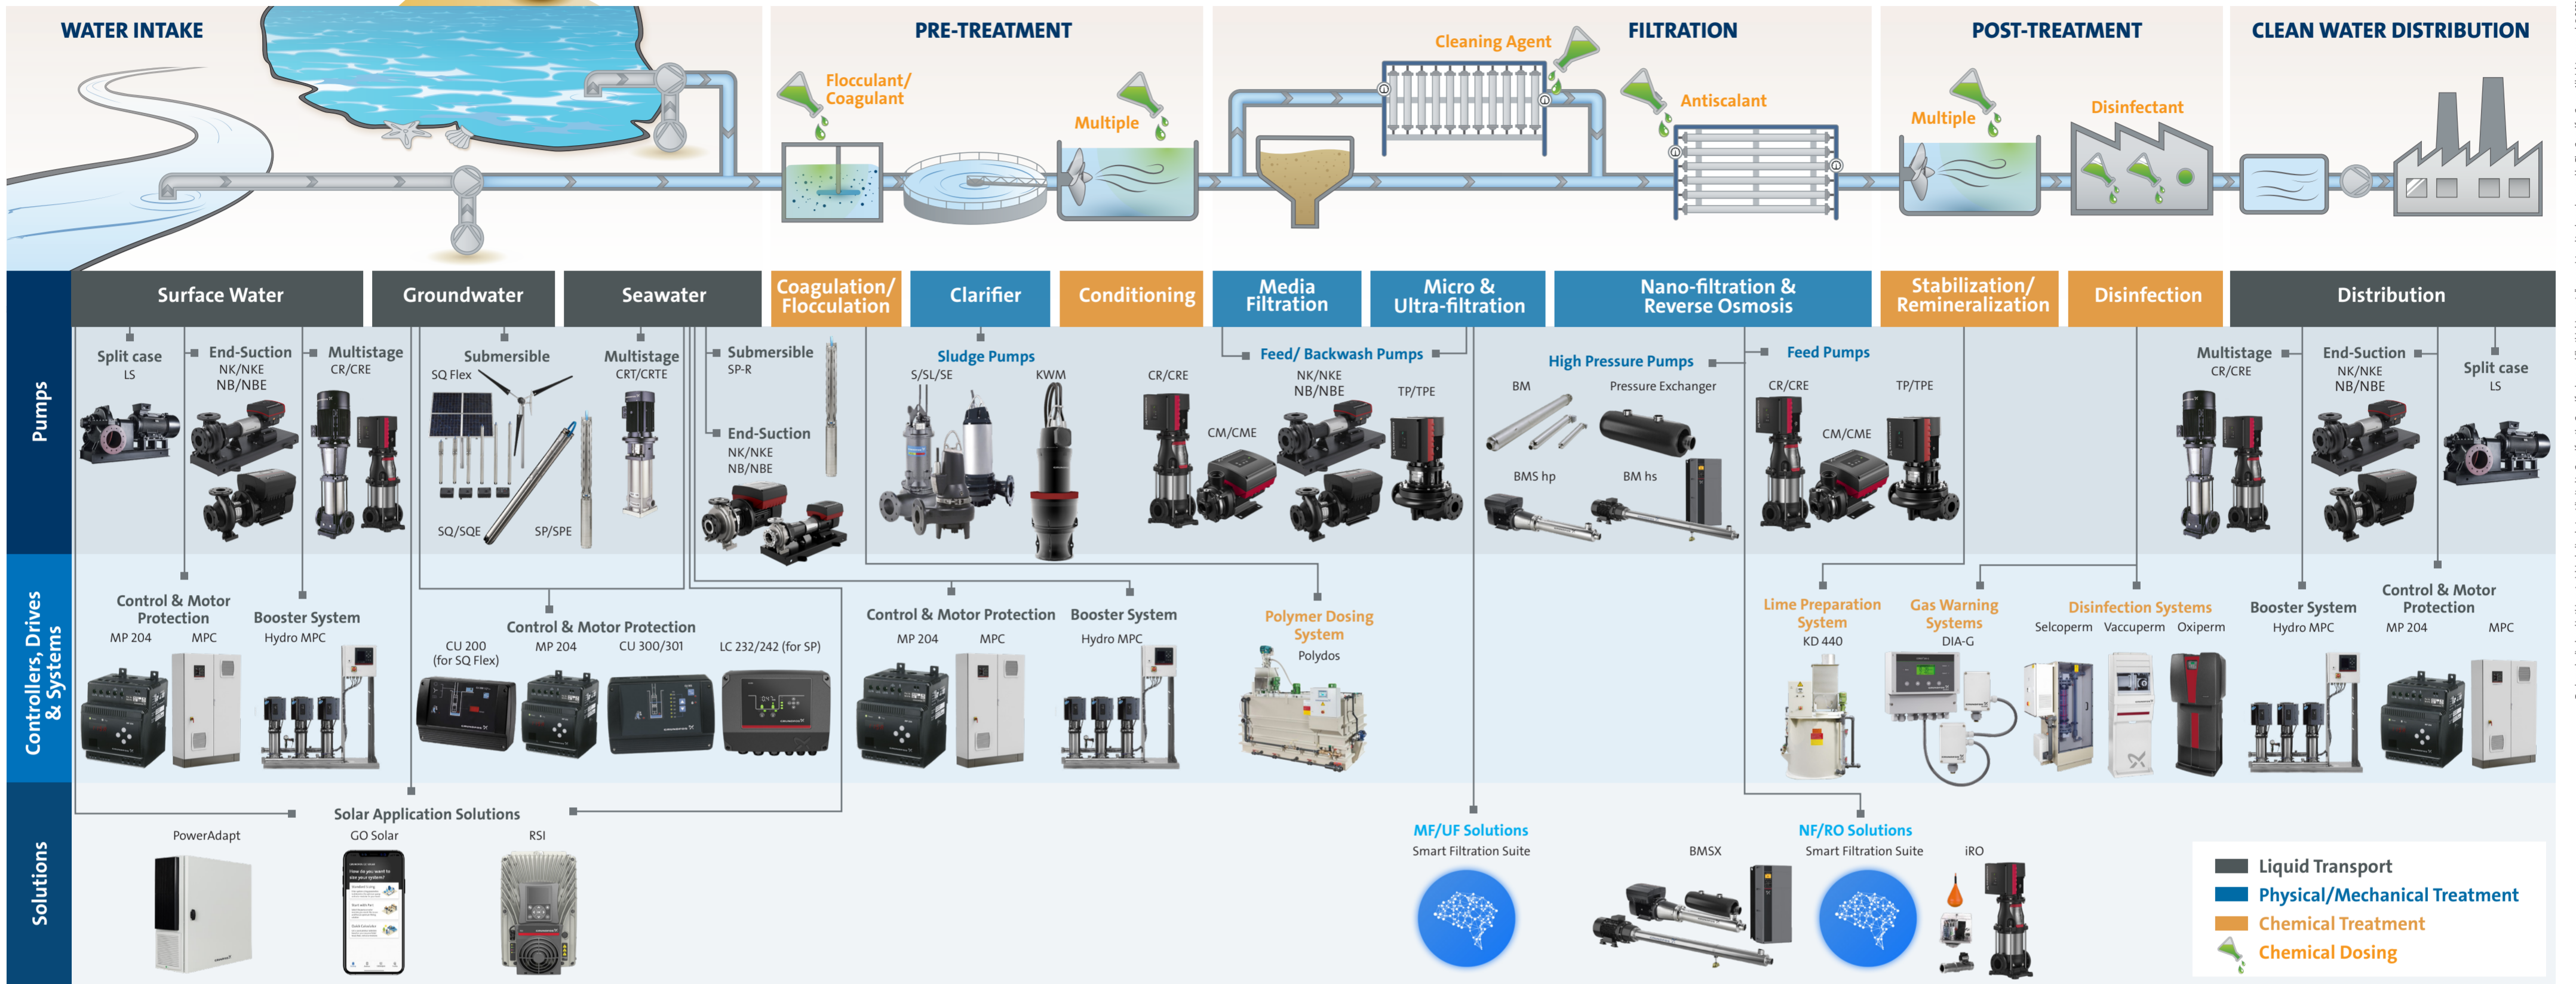 WATER INTAKE
PRE-TREATMENT
FILTRATION
POST-TREATMENT
CLEAN WATER DISTRIBUTION
Flocculant/
Coagulant
Multiple
Cleaning Agent
Antiscalant
Multiple
Disinfectant
Pumps
Surface Water
Groundwater
Seawater
Coagulation/
Flocculation
Clarifier
Conditioning
Media
Filtration
Micro &
Ultra-filtration
Nano-filtration &
Reverse Osmosis
Stabilization/
Remineralization
Disinfection
Distribution
Split case
LS
End-Suction
NK/NKE
NB/NBE
Multistage
CR/CRE
Submersible
SQ Flex
SQ/SQE
SP/SPE
Multistage
CRT/CRTE
Submersible
SP-R
End-Suction
NK/NKE
NB/NBE
Sludge Pumps
S/SL/SE
KWM
Feed/ Backwash Pumps
CR/CRE
CM/CME
NK/NKE
NB/NBE
TP/TPE
High Pressure Pumps
BM
Pressure Exchanger
BMS hp
BM hs
Feed Pumps
CR/CRE
CM/CME
TP/TPE
Multistage
CR/CRE
End-Suction
NK/NKE
NB/NBE
Split case
LS
Controllers, Drives
& Systems
Control & Motor
Protection
MP 204
MPC
Booster System
Hydro MPC
Control & Motor Protection
CU 200
(for SQ Flex)
MP 204
CU 300/301
LC 232/242 (for SP)
Control & Motor Protection
MP 204
MPC
Booster System
Hydro MPC
Polymer Dosing
System
Polydos
Lime Preparation
System
KD 440
Gas Warning
Systems
DIA-G
Disinfection Systems
Selcoperm
Vaccuperm
Oxiperm
Booster System
Hydro MPC
Control & Motor
Protection
MP 204
MPC
Solutions
Solar Application Solutions
PowerAdapt
GO Solar
RSI
How do you want to
use your system?
MF/UF Solutions
Smart Filtration Suite
BMSX
NF/RO Solutions
Smart Filtration Suite
iRO
Liquid Transport
Physical/Mechanical Treatment
Chemical Treatment
Chemical Dosing